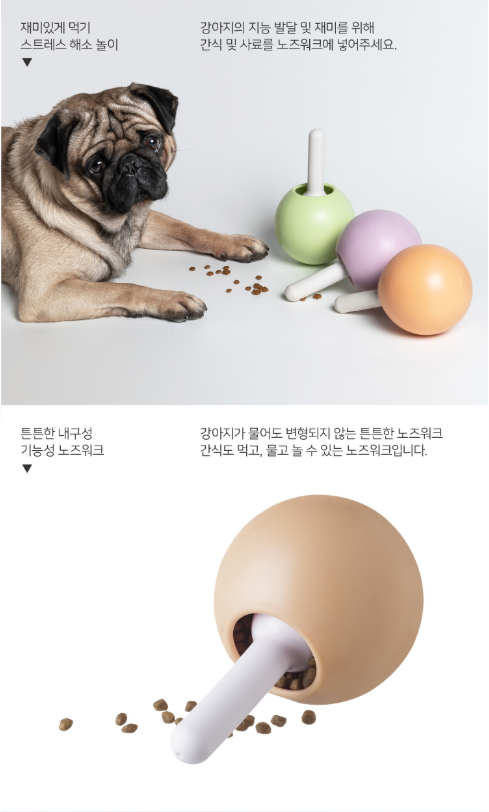 재미있게 먹기
스트레스 해소 놀이
▼
강아지의 지능 발달 및 재미를 위해
간식 및 사료를 노즈워크에 넣어주세요.
튼튼한 내구성
기능성 노즈워크
▼
강아지가 물어도 변형되지 않는 튼튼한 노즈워크
간식도 먹고, 물고 놀 수 있는 노즈워크입니다.